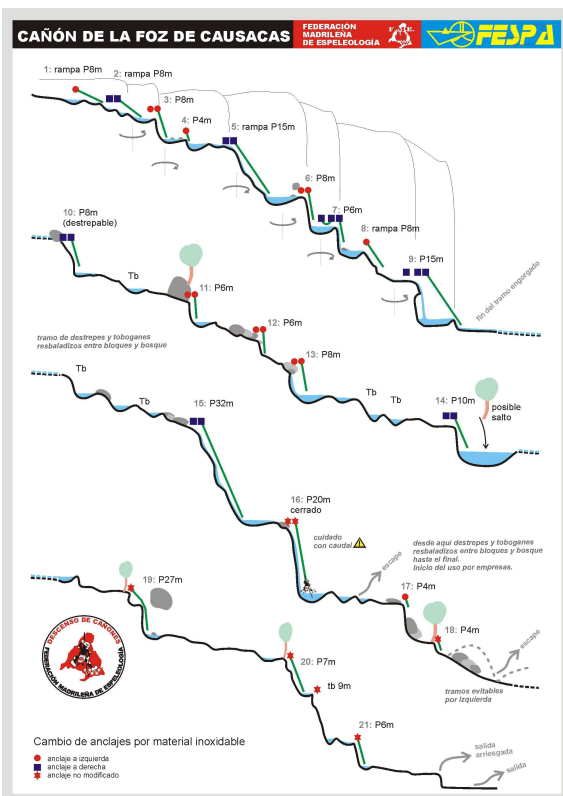 CAÑÓN DE LA FOZ DE CAUSACAS
FEDERACIÓN
MADRILEÑA
DE ESPELEOLOGÍA
F. E.
FESPA
1: rampa P8m
2: rampa P8m
3: P8m
4: P4m
5: rampa P15m
6: P8m
7: P6m
8: rampa P8m
9: P15m
fin del tramo engorgado
10: P8m
(destrepable)
Tb
11: P6m
12: P6m
13: P8m
tramo de destrepes y toboganes
resbaladizos entre bloques y bosque
Tb
Tb
14: P10m
posible
salto
Tb
Tb
15: P32m
16: P20m
cerrado
cuidado
con caudal
desde aqui destrepes y toboganes
resbaladizos entre bloques y bosque
hasta el final.
Inicio del uso por empresas.
escape
17: P4m
18: P4m
escape
tramos evitables
por izquierda
19: P27m
DESCENSO DE CAÑONES
FEDERACIÓN MADRILEÑA DE ESPELEOLOGÍA
20: P7m
tb 9m
21: P6m
salida
arriesgada
salida
Cambio de anclajes por material inoxidable
anclaje a izquierda
anclaje a derecha
anclaje no modificado